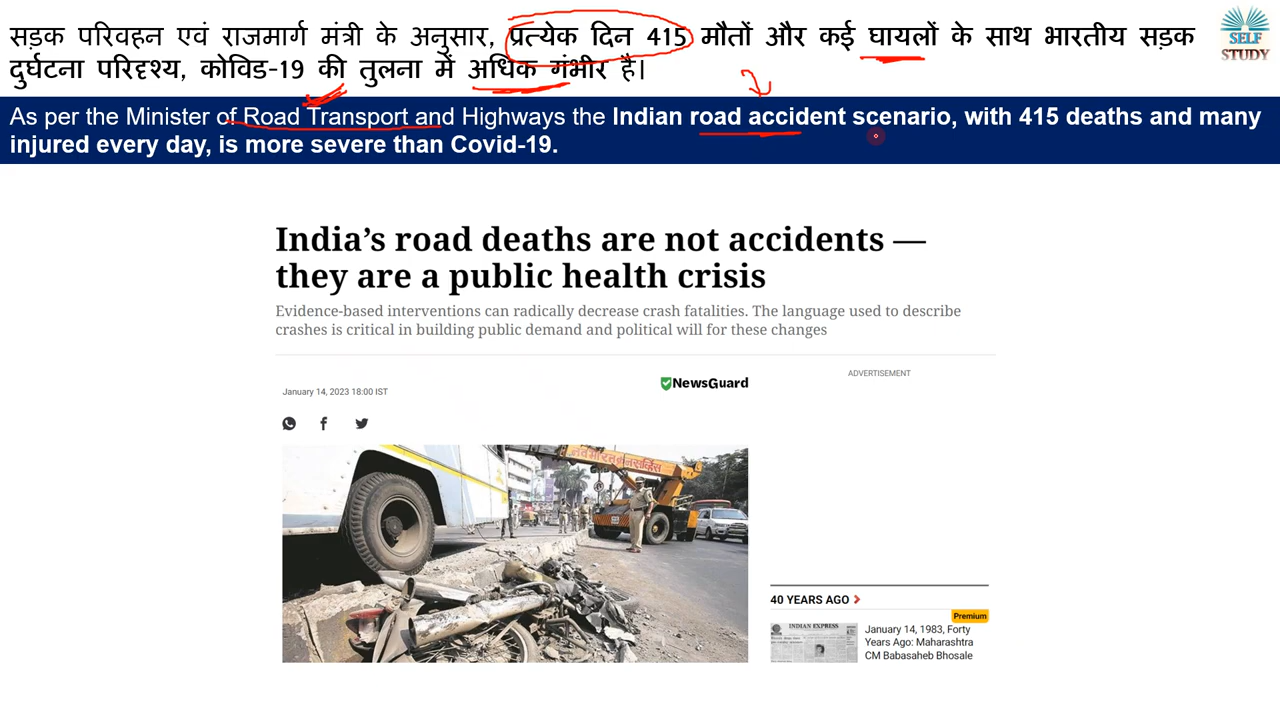 सड़क परिवहन एवं राजमार्ग मंत्री के अनुसार, प्रत्येक दिन 415 मौतों और कई घायलों के साथ भारतीय सड़क
दुर्घटना परिदृश्य, कोविड-19 की तुलना में अधिक गंभीर है।
SELF
STUDY
As per the Minister of Road Transport and Highways the Indian road accident scenario, with 415 deaths and many
injured every day, is more severe than Covid-19.
India’s road deaths are not accidents —
they are a public health crisis
Evidence-based interventions can radically decrease crash fatalities. The language used to describe
crashes is critical in building public demand and political will for these changes
January 14, 2023 18:00 IST
NewsGuard
ADVERTISEMENT
40 YEARS AGO
Premium
INDIAN EXPRESS
January 14, 1983, Forty
Years Ago: Maharashtra
CM Babasaheb Bhosale